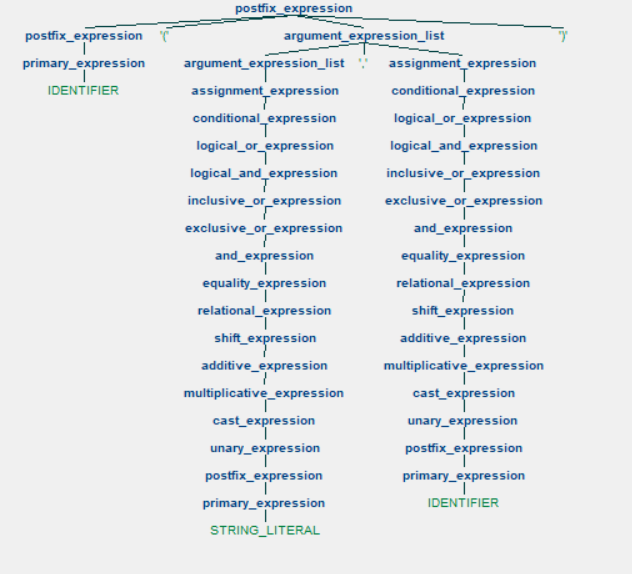 postfix_expression
postfix_expression '(' argument_expression_list ')'
primary_expression argument_expression_list ',' assignment_expression
IDENTIFIER assignment_expression conditional_expression
conditional_expression logical_or_expression
logical_or_expression logical_and_expression
logical_and_expression inclusive_or_expression
inclusive_or_expression exclusive_or_expression
exclusive_or_expression and_expression
and_expression equality_expression
equality_expression relational_expression
relational_expression shift_expression
shift_expression additive_expression
additive_expression multiplicative_expression
multiplicative_expression cast_expression
cast_expression unary_expression
unary_expression postfix_expression
postfix_expression primary_expression
primary_expression IDENTIFIER
STRING_LITERAL